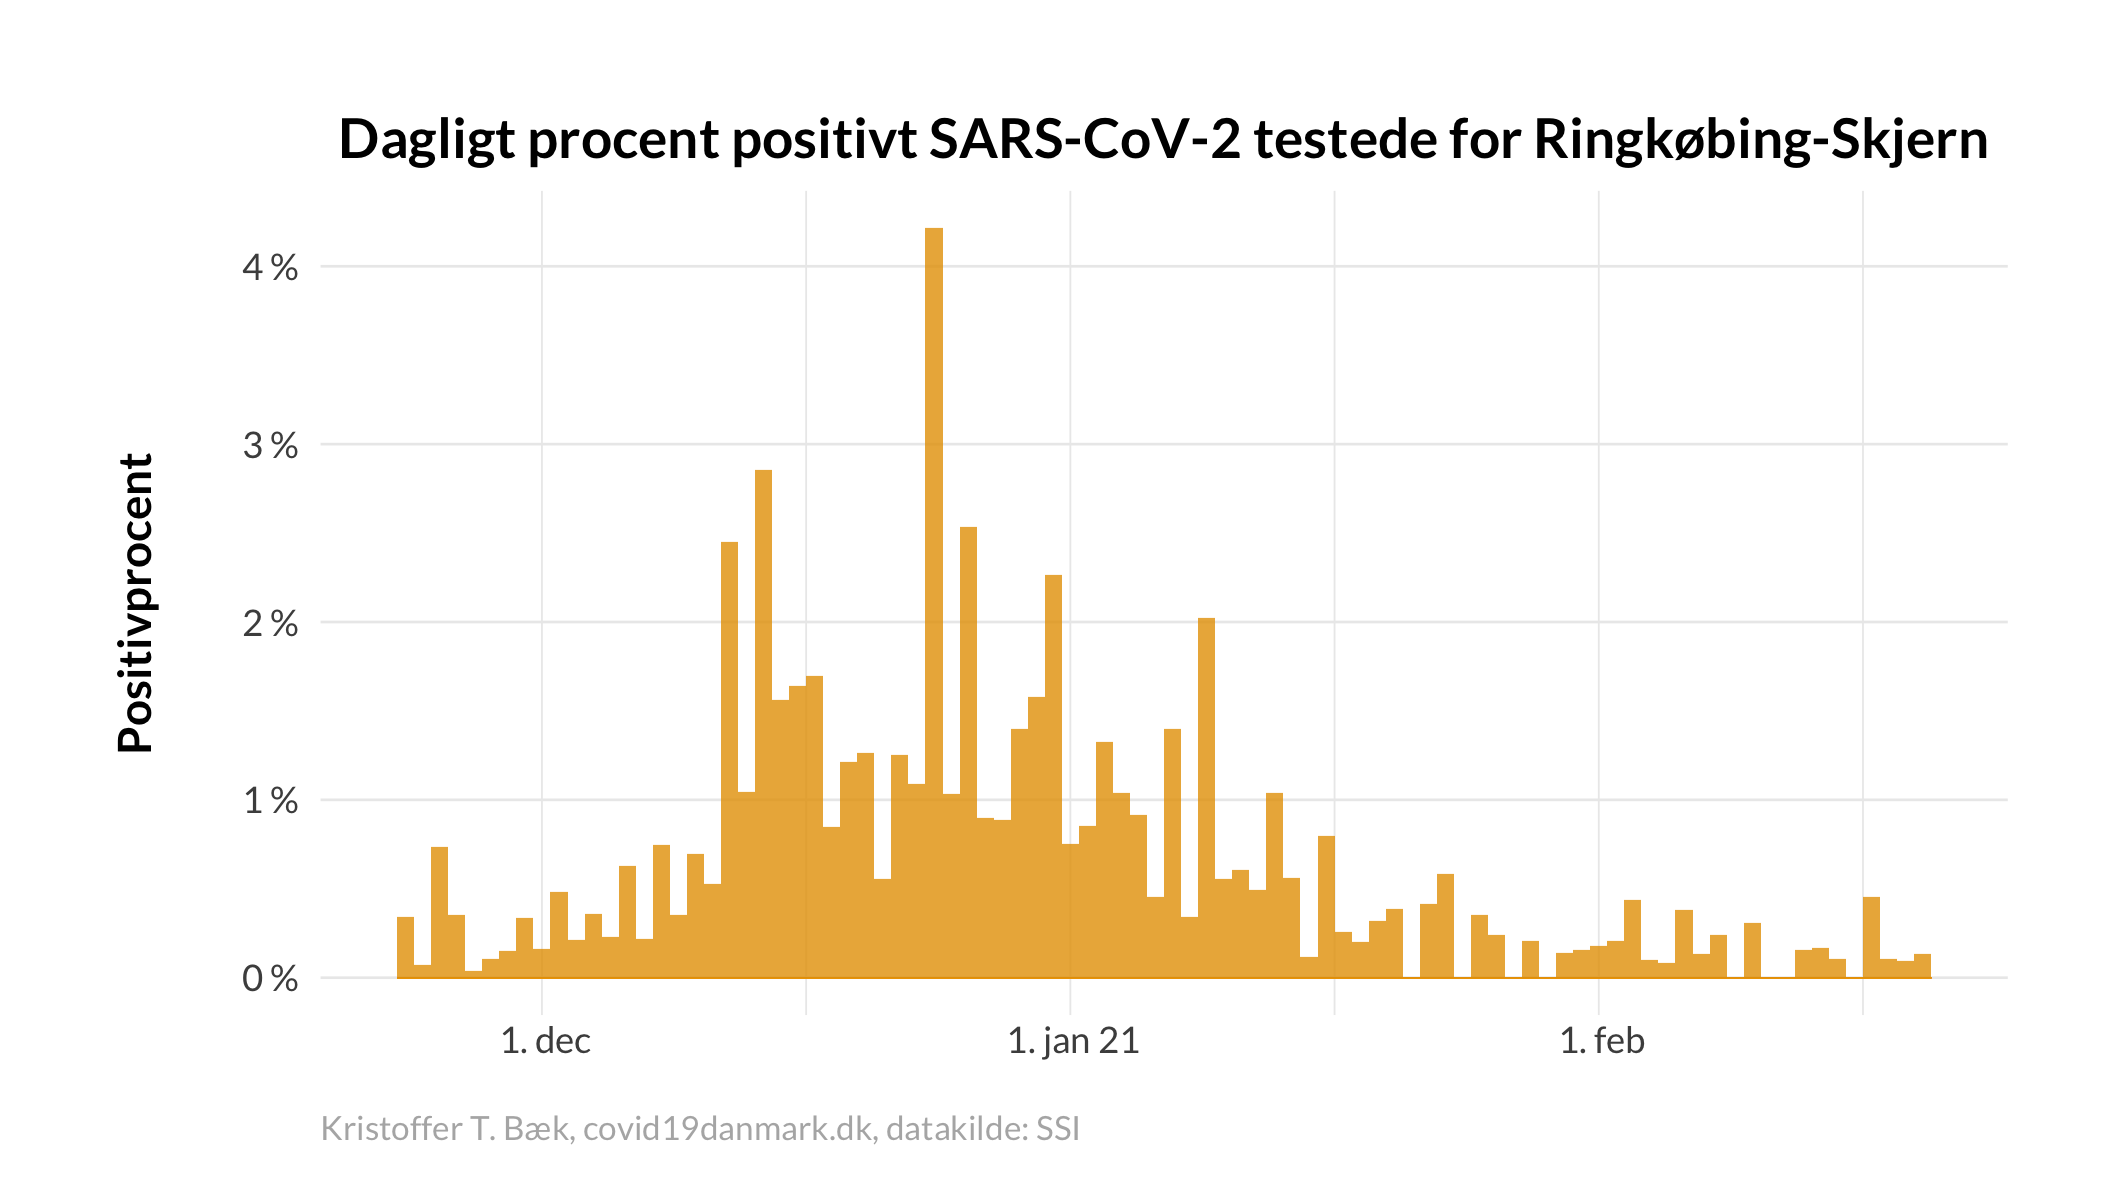 Dagligt procent positivt SARS-CoV-2 testede for Ringkøbing-Skjern
Positivprocent
4 %
3 %
2 %
1 %
0 %
1. dec
1. jan 21
1. feb
Kristoffer T. Bæk, covid19danmark.dk, datakilde: SSI